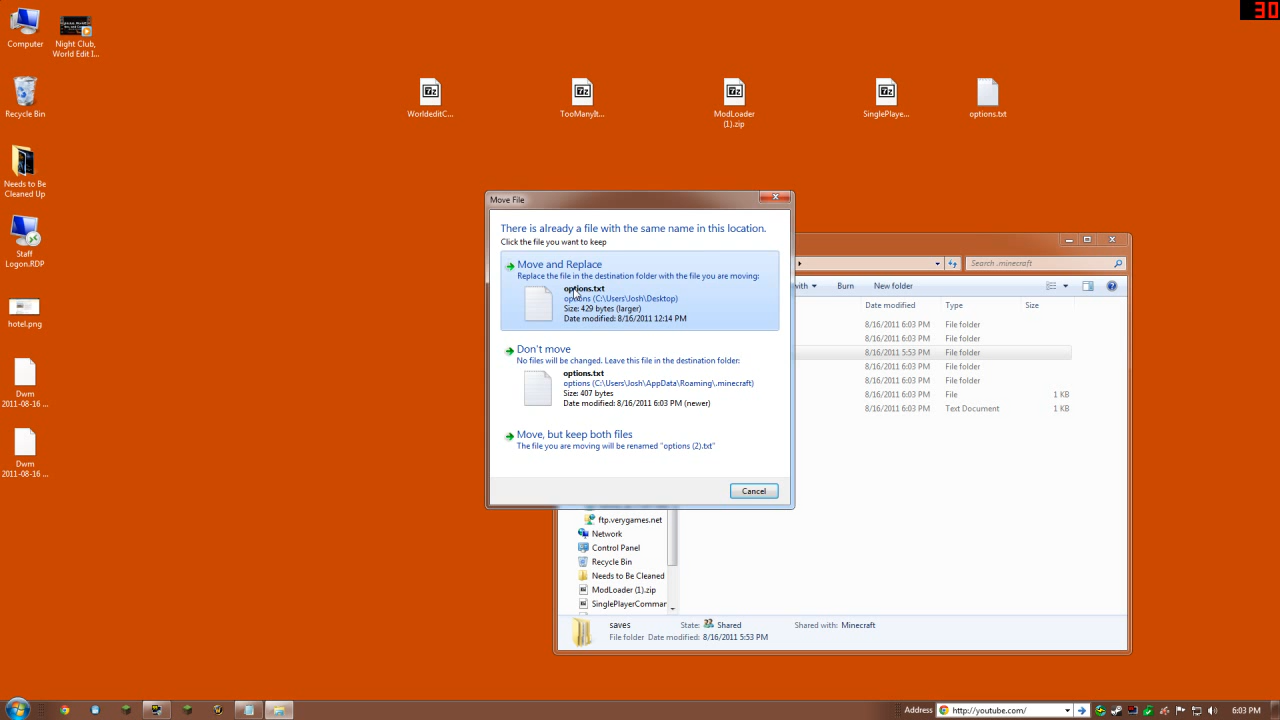 30
Computer
Night Club,
World Edit I...
Recycle Bin
Needs to Be
Cleaned Up
Staff
Logon.RDP
hotel.png
Dwm
2011-08-16 ...
Dwm
2011-08-16 ...
WorldeditC...
TooManyIt...
ModLoader
(1).zip
SinglePlaye...
options.txt
Move File
There is already a file with the same name in this location.
Click the file you want to keep
Move and Replace
Replace the file in the destination folder with the file you are moving:
options.txt
options (C:\Users\Josh\Desktop)
Size: 429 bytes (larger)
Date modified: 8/16/2011 12:14 PM
Don't move
No files will be changed. Leave this file in the destination folder:
options.txt
options (C:\Users\Josh\AppData\Roaming\.minecraft)
Size: 407 bytes
Date modified: 8/16/2011 6:03 PM (newer)
Move, but keep both files
The file you are moving will be renamed "options (2).txt"
Cancel
Search .minecraft
with Burn New folder
Date modified Type Size
8/16/2011 6:03 PM File folder
8/16/2011 6:03 PM File folder
8/16/2011 5:53 PM File folder
8/16/2011 6:03 PM File folder
8/16/2011 6:03 PM File folder
8/16/2011 6:03 PM File 1 KB
8/16/2011 6:03 PM Text Document 1 KB
ftp.verygames.net
Network
Control Panel
Recycle Bin
Needs to Be Cleaned
ModLoader (1).zip
SinglePlayerComman
saves State: Shared Shared with: Minecraft
File folder Date modified: 8/16/2011 5:53 PM
Address http://youtube.com/ 6:03 PM